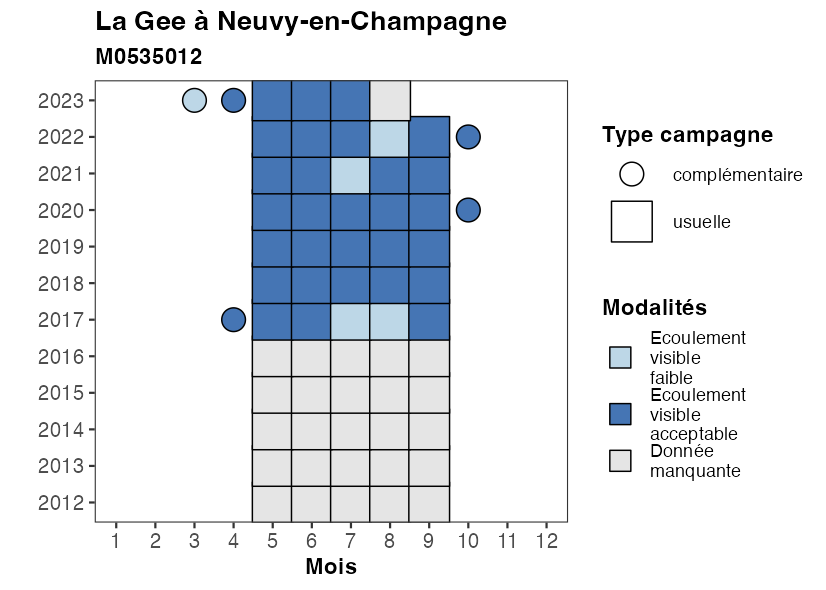 La Gee à Neuvy-en-Champagne
M0535012
2023
2022
2021
2020
2019
2018
2017
2016
2015
2014
2013
2012
1 2 3 4 5 6 7 8 9 10 11 12
Mois
Type campagne
complémentaire
usuelle
Modalités
Ecoulement
visible
faible
Ecoulement
visible
acceptable
Donnée
manquante